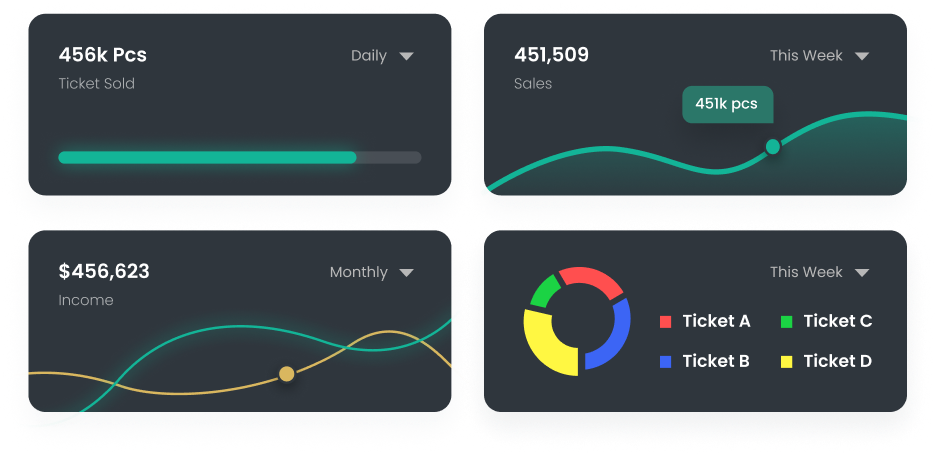 456k Pcs
Daily
Ticket Sold
451,509
This Week
Sales
451k pcs
$456,623
Monthly
Income
This Week
Ticket A
Ticket C
Ticket B
Ticket D